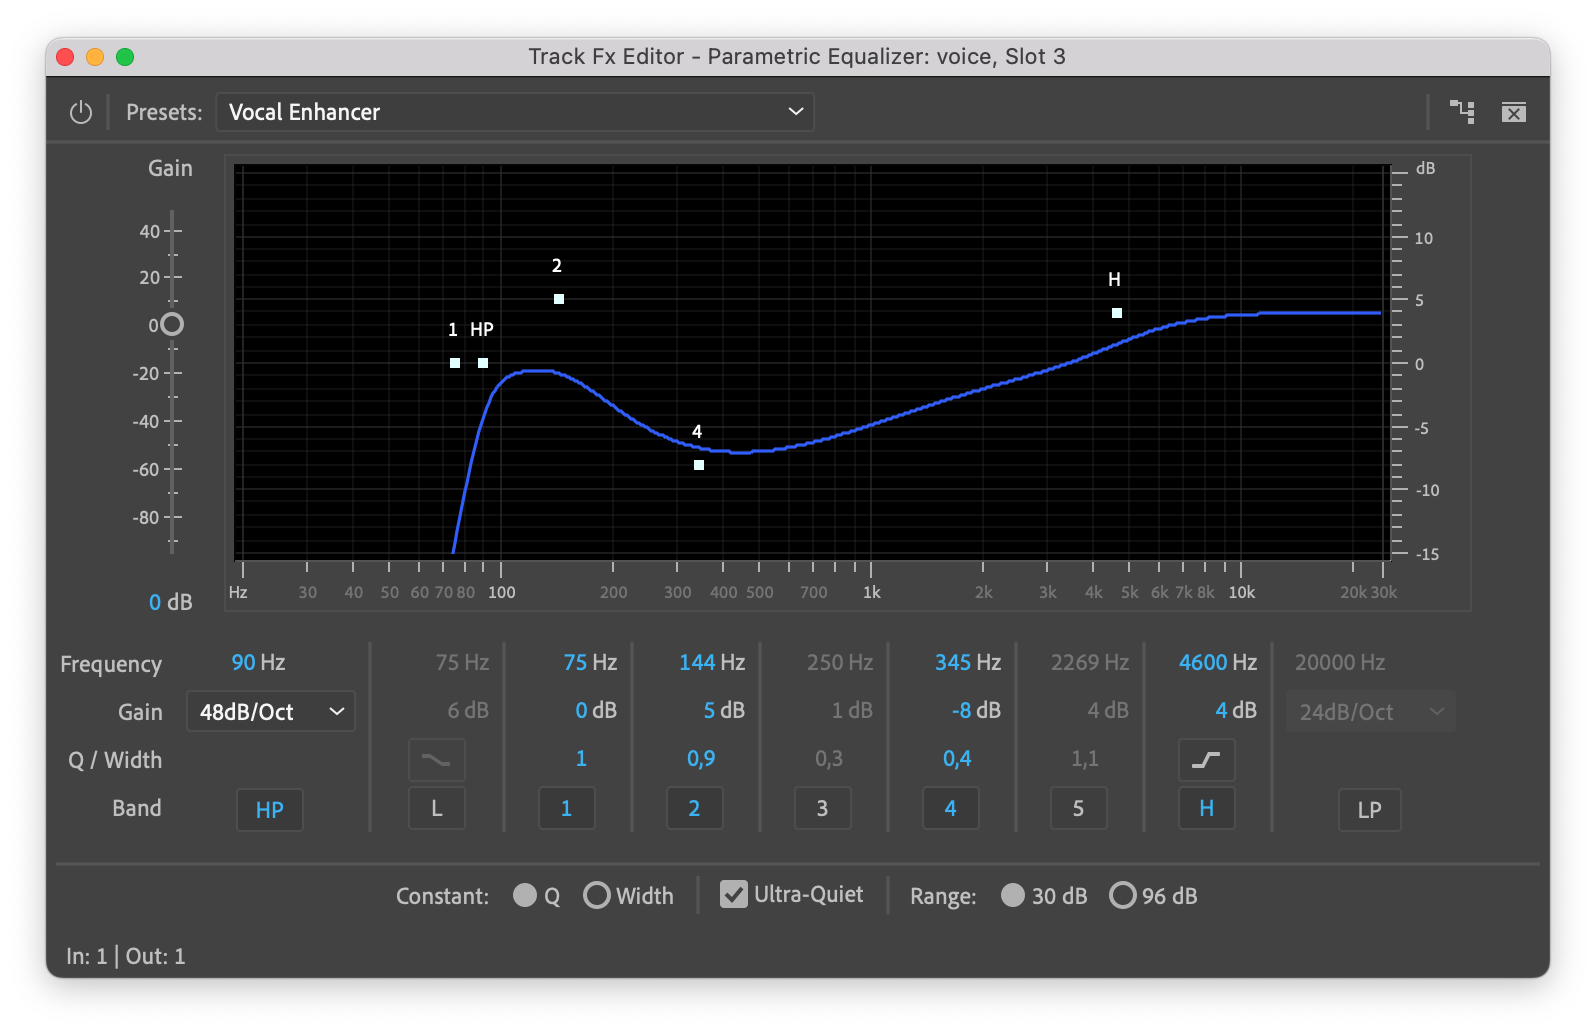 Track Fx Editor - Parametric Equalizer: voice, Slot 3
Presets: Vocal Enhancer
Gain
40
20
0
-20
-40
-60
-80
0 dB
2
1 HP
4
H
dB
10
5
0
-5
-10
-15
Hz 30 40 50 60 70 80 100 200 300 400 500 700 1k 2k 3k 4k 5k 6k 7k 8k 10k 20k 30k
Frequency 90 Hz 75 Hz 75 Hz 144 Hz 250 Hz 345 Hz 2269 Hz 4600 Hz 20000 Hz
Gain 48dB/Oct 6 dB 0 dB 5 dB 1 dB -8 dB 4 dB 4 dB 24dB/Oct
Q / Width 1 0,9 0,3 0,4 1,1
Band HP L 1 2 3 4 5 H LP
Constant: Q Width Ultra-Quiet Range: 30 dB 96 dB
In: 1 | Out: 1